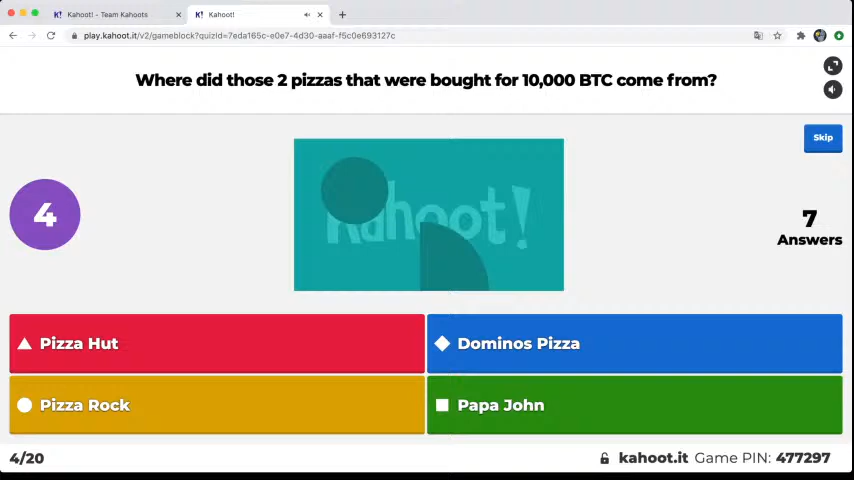 Kahoot! - Team Kahoots
Kahoot!
play.kahoot.it/v2/gameblock?quizId=7eda165c-e0e7-4d30-aaaf-f5c0e693127c
Where did those 2 pizzas that were bought for 10,000 BTC come from?
Skip
Kahoot!
4
7
Answers
Pizza Hut
Dominos Pizza
Pizza Rock
Papa John
4/20
kahoot.it Game PIN: 477297